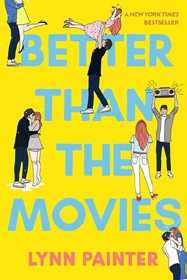 A NEW YORK TIMES
BESTSELLER
BETTER
THAN
THE
MOVIES
LYNN PAINTER